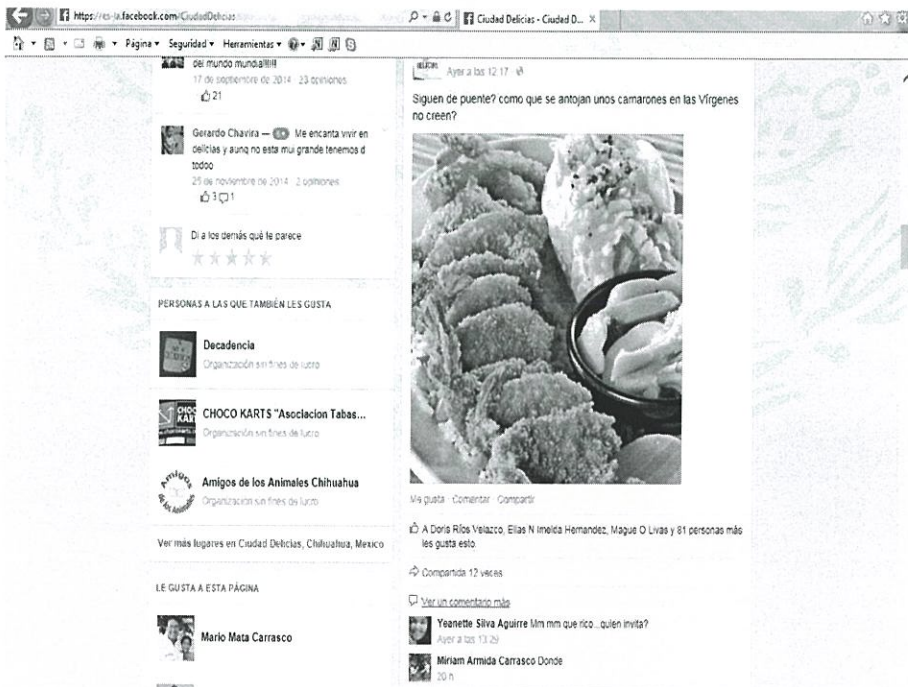 https://es-la.facebook.com/CiudadDelicias
Ciudad Delicias - Ciudad D...
Página Seguridad Herramientas
del mundo mundial!!!!!
17 de septiembre de 2014 · 23 opiniones
21
Gerardo Chavira — Me encanta vivir en
delicias y aunq no esta mui grande tenemos d
todoo
25 de noviembre de 2014 · 2 opiniones
3 1
Di a los demás qué te parece
PERSONAS A LAS QUE TAMBIÉN LES GUSTA
Decadencia
Organización sin fines de lucro
CHOCO KARTS "Asociacion Tabas...
Organización sin fines de lucro
Amigos de los Animales Chihuahua
Organización sin fines de lucro
Amigos
de los Animales
Ver más lugares en Ciudad Delicias, Chihuahua, Mexico
LE GUSTA A ESTA PÁGINA
Mario Mata Carrasco
Ayer a las 12:17
Siguen de puente? como que se antojan unos camarones en las Vírgenes
no creen?
Me gusta · Comentar · Compartir
A Doris Ríos Velazco, Elias N Imelda Hernandez, Mague O Livas y 81 personas más
les gusta esto.
Compartida 12 veces
Ver un comentario más
Yeanette Silva Aguirre Mm mm que rico...quien invita?
Ayer a las 13:29
Miriam Armida Carrasco Donde
20 h